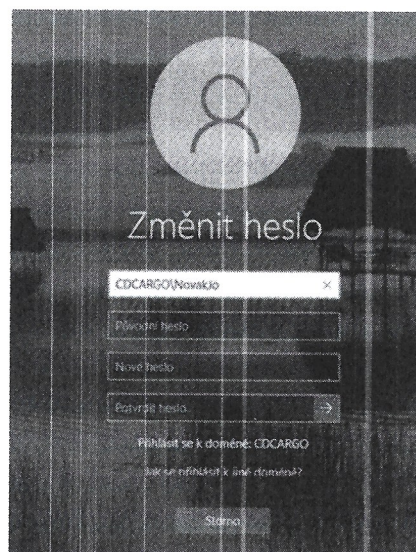 Změnit heslo
CDCARGO\NovakJo
Původní heslo
Nové heslo
Potvrdit heslo
Přihlásit se k doméně: CDCARGO
Jak se přihlásit k jiné doméně?
Storno